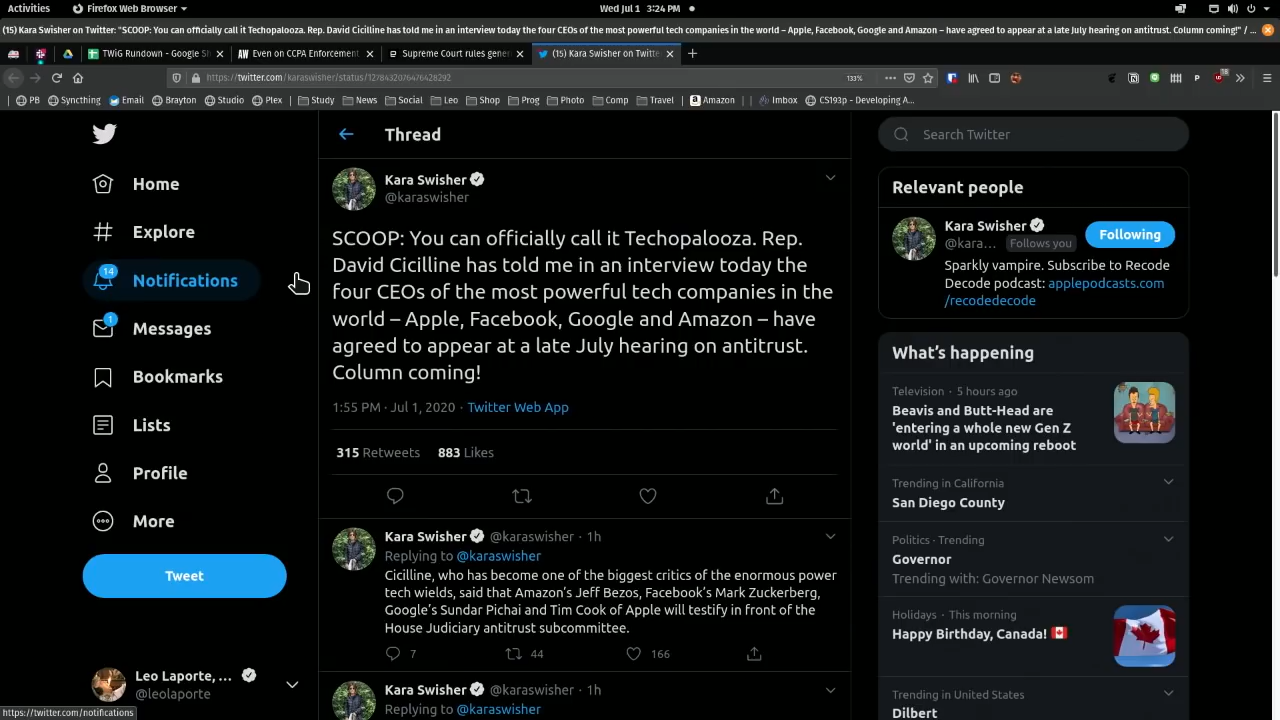 Activities
Firefox Web Browser
Wed Jul 1 3:24 PM
(15) Kara Swisher on Twitter: "SCOOP: You can officially call it Techopalooza. Rep. David Cicilline has told me in an interview today the four CEOs of the most powerful tech companies in the world – Apple, Facebook, Google and Amazon – have agreed to appear at a late July hearing on antitrust. Column coming!" / ...
TWiG Rundown - Google Sh
Even on CCPA Enforcement
Supreme Court rules gener
(15) Kara Swisher on Twitte
https://twitter.com/karaswisher/status/1278432076476428292
133%
PB
Syncthing
Email
Brayton
Studio
Plex
Study
News
Social
Leo
Shop
Prog
Photo
Comp
Travel
Amazon
Imbox
CS193p - Developing A...
Home
Explore
14
Notifications
1
Messages
Bookmarks
Lists
Profile
More
Tweet
Leo Laporte, ...
@leolaporte
https://twitter.com/notifications
Thread
Kara Swisher
@karaswisher
SCOOP: You can officially call it Techopalooza. Rep.
David Cicilline has told me in an interview today the
four CEOs of the most powerful tech companies in the
world – Apple, Facebook, Google and Amazon – have
agreed to appear at a late July hearing on antitrust.
Column coming!
1:55 PM · Jul 1, 2020 · Twitter Web App
315 Retweets 883 Likes
Kara Swisher @karaswisher · 1h
Replying to @karaswisher
Cicilline, who has become one of the biggest critics of the enormous power
tech wields, said that Amazon's Jeff Bezos, Facebook's Mark Zuckerberg,
Google's Sundar Pichai and Tim Cook of Apple will testify in front of the
House Judiciary antitrust subcommittee.
7 44 166
Kara Swisher @karaswisher · 1h
Replying to @karaswisher
Search Twitter
Relevant people
Kara Swisher
@kara... Follows you
Following
Sparkly vampire. Subscribe to Recode
Decode podcast: applepodcasts.com
/recodedecode
What's happening
Television · 5 hours ago
Beavis and Butt-Head are
'entering a whole new Gen Z
world' in an upcoming reboot
Trending in California
San Diego County
Politics · Trending
Governor
Trending with: Governor Newsom
Holidays · This morning
Happy Birthday, Canada! 🇨🇦
Trending in United States
Dilbert